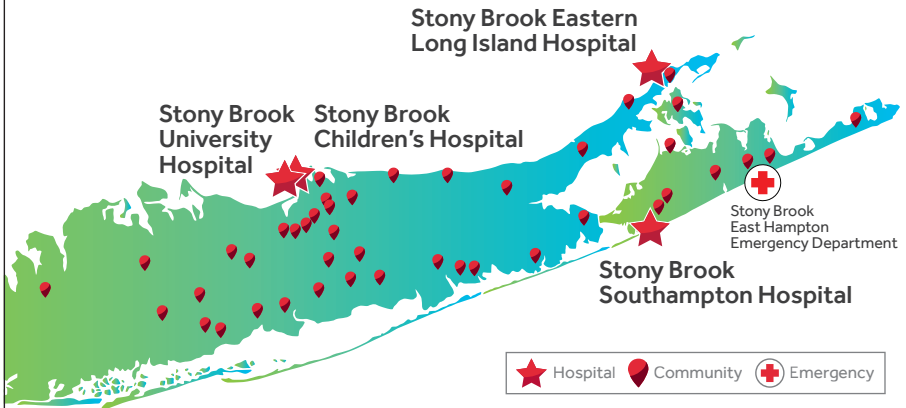 Stony Brook Eastern
Long Island Hospital
Stony Brook
University
Hospital
Stony Brook
Children's Hospital
Stony Brook
East Hampton
Emergency Department
Stony Brook
Southampton Hospital
Hospital
Community
Emergency